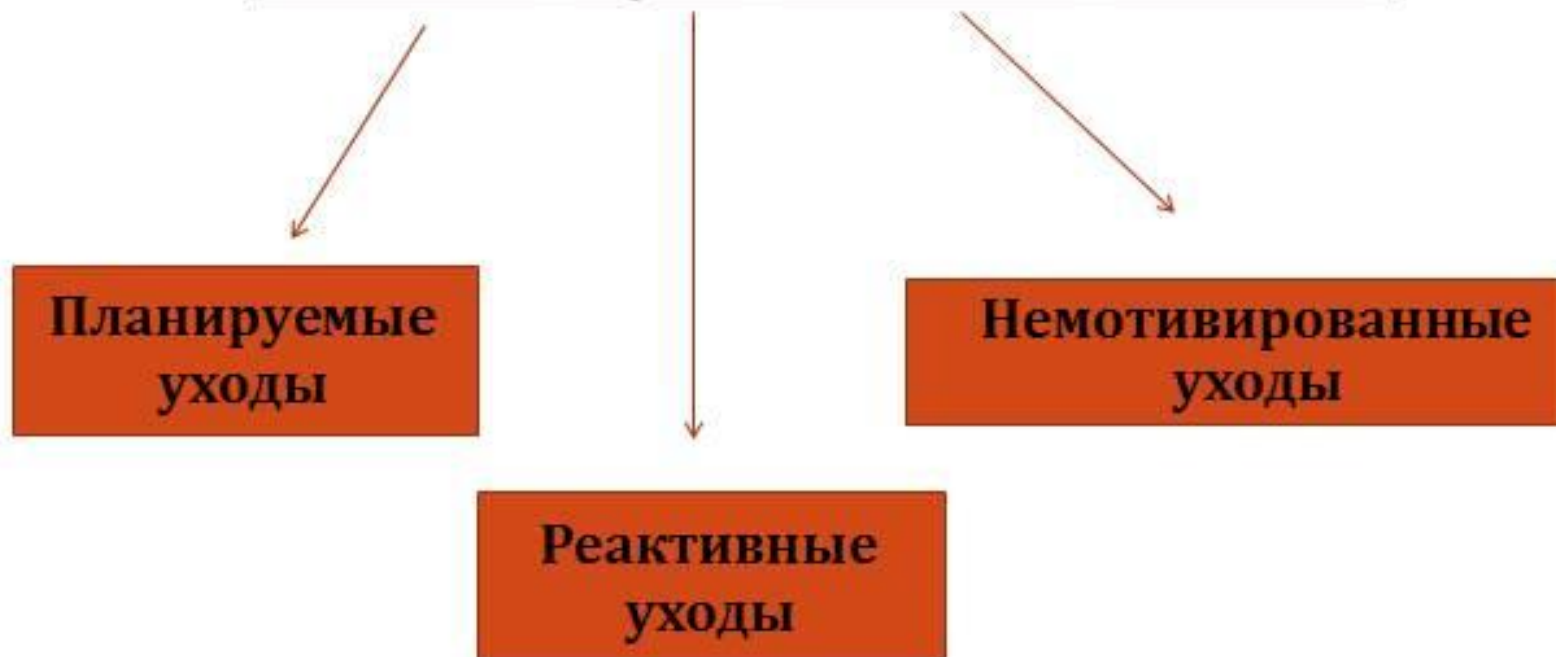 Планируемые
уходы
Немотивированные
уходы
Реактивные
уходы